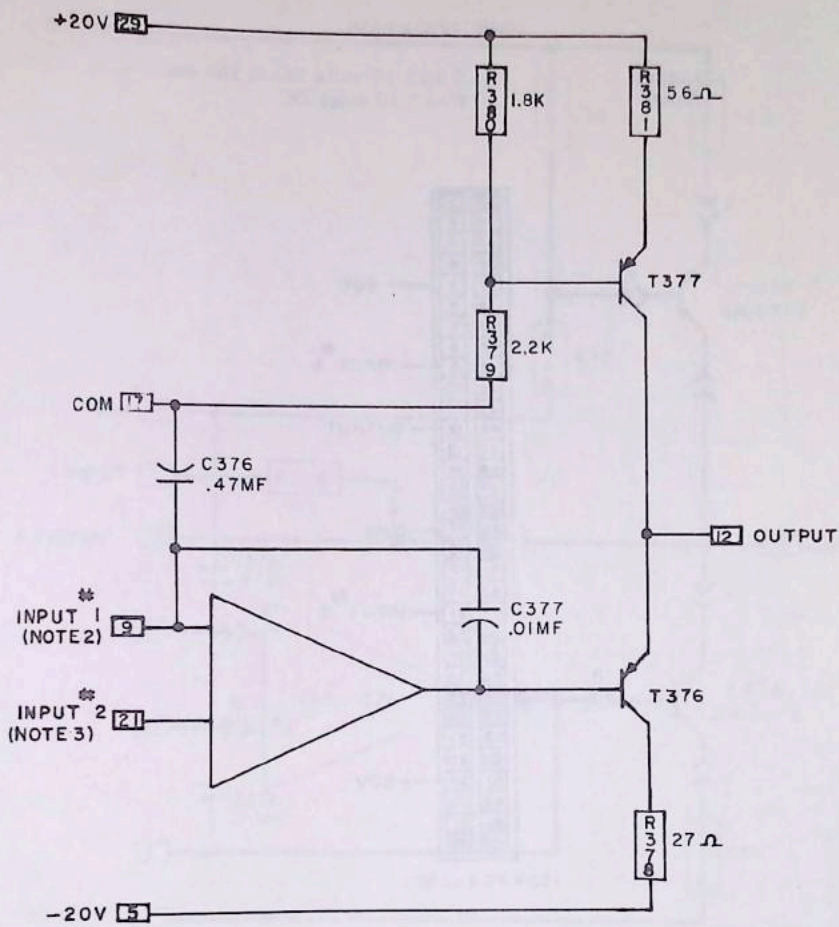 +20V 29
R380 1.8K
R381 56Ω
T377
R379 2.2K
COM 17
C376
.47MF
12 OUTPUT
C377
.01MF
*
INPUT 1 9
(NOTE 2)
*
INPUT 2 21
(NOTE 3)
T376
R378 27Ω
-20V 5